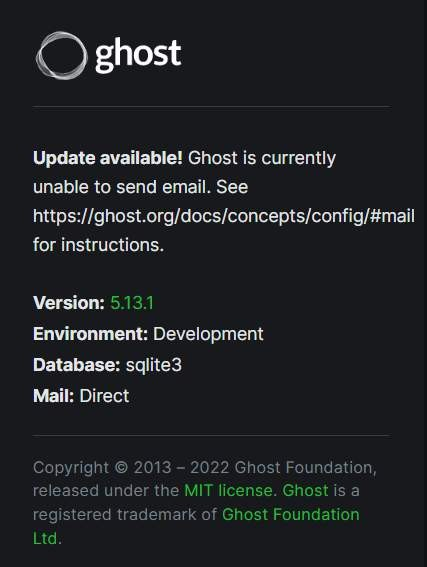 ghost
Update available! Ghost is currently
unable to send email. See
https://ghost.org/docs/concepts/config/#mail
for instructions.
Version: 5.13.1
Environment: Development
Database: sqlite3
Mail: Direct
Copyright © 2013 – 2022 Ghost Foundation,
released under the MIT license. Ghost is a
registered trademark of Ghost Foundation
Ltd.